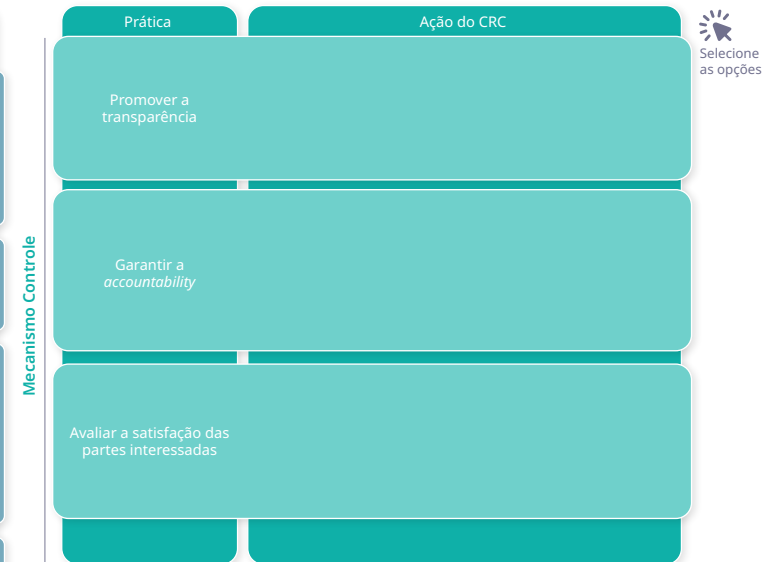 Prática
Ação do CRC
Selecione
as opções
Promover a
transparência
Mecanismo Controle
Garantir a
accountability
Avaliar a satisfação das
partes interessadas